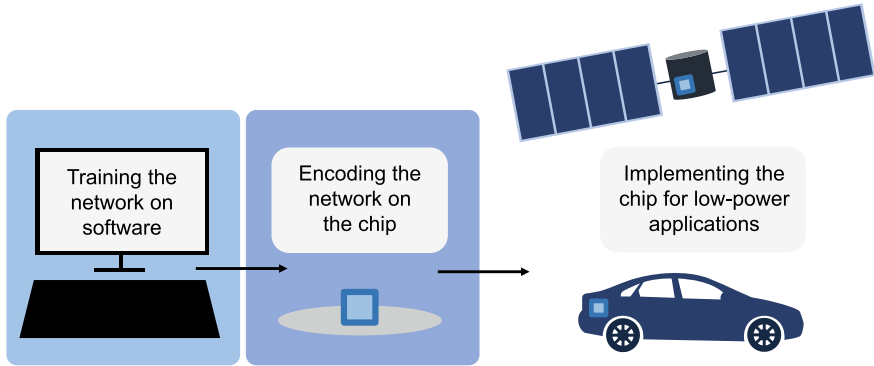 Training the
network on
software
Encoding the
network on
the chip
Implementing the
chip for low-power
applications